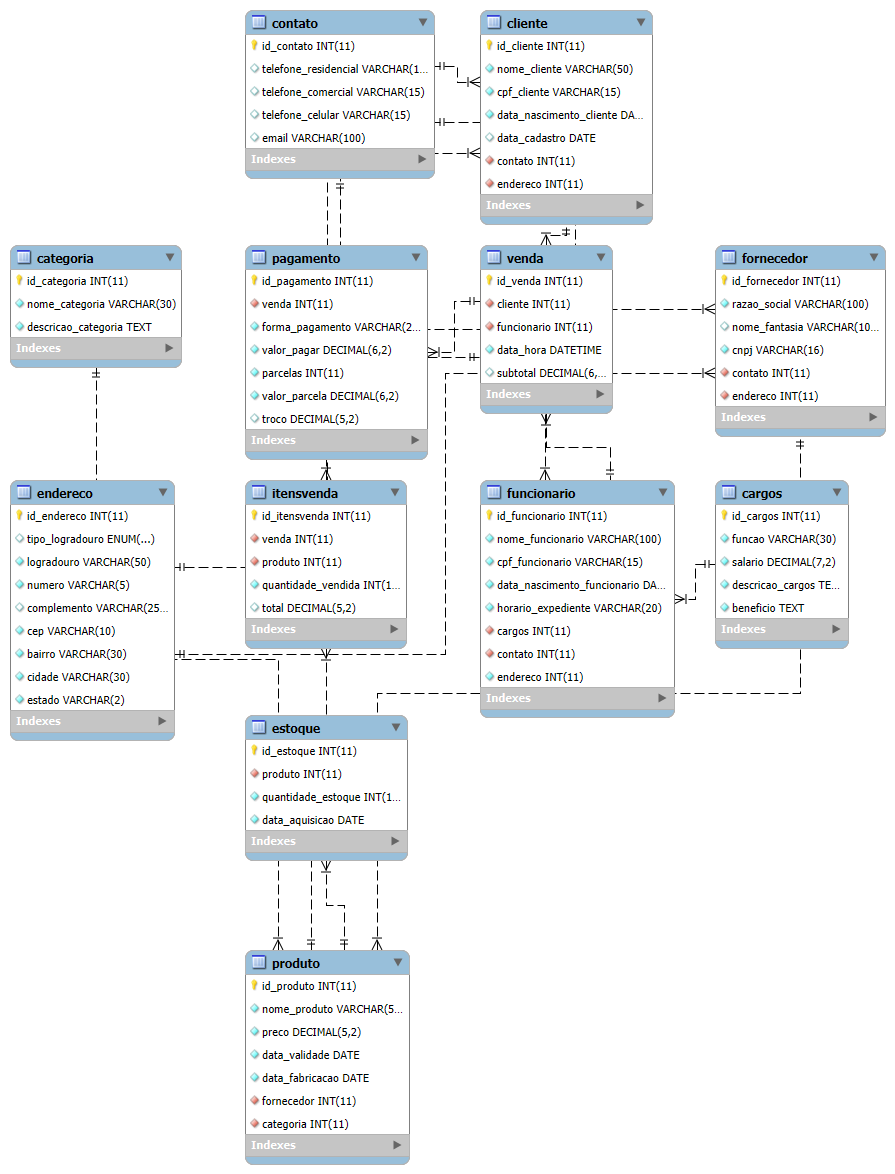 contato
id_contato INT(11)
telefone_residencial VARCHAR(1...
telefone_comercial VARCHAR(15)
telefone_celular VARCHAR(15)
email VARCHAR(100)
Indexes
cliente
id_cliente INT(11)
nome_cliente VARCHAR(50)
cpf_cliente VARCHAR(15)
data_nascimento_cliente DA...
data_cadastro DATE
contato INT(11)
endereco INT(11)
Indexes
categoria
id_categoria INT(11)
nome_categoria VARCHAR(30)
descricao_categoria TEXT
Indexes
pagamento
id_pagamento INT(11)
venda INT(11)
forma_pagamento VARCHAR(2...
valor_pagar DECIMAL(6,2)
parcelas INT(11)
valor_parcela DECIMAL(6,2)
troco DECIMAL(5,2)
Indexes
venda
id_venda INT(11)
cliente INT(11)
funcionario INT(11)
data_hora DATETIME
subtotal DECIMAL(6,...
Indexes
fornecedor
id_fornecedor INT(11)
razao_social VARCHAR(100)
nome_fantasia VARCHAR(10...
cnpj VARCHAR(16)
contato INT(11)
endereco INT(11)
Indexes
endereco
id_endereco INT(11)
tipo_logradouro ENUM(...)
logradouro VARCHAR(50)
numero VARCHAR(5)
complemento VARCHAR(25...
cep VARCHAR(10)
bairro VARCHAR(30)
cidade VARCHAR(30)
estado VARCHAR(2)
Indexes
itensvenda
id_itensvenda INT(11)
venda INT(11)
produto INT(11)
quantidade_vendida INT(1...
total DECIMAL(5,2)
Indexes
funcionario
id_funcionario INT(11)
nome_funcionario VARCHAR(100)
cpf_funcionario VARCHAR(15)
data_nascimento_funcionario DA...
horario_expediente VARCHAR(20)
cargos INT(11)
contato INT(11)
endereco INT(11)
Indexes
cargos
id_cargos INT(11)
funcao VARCHAR(30)
salario DECIMAL(7,2)
descricao_cargos TE...
beneficio TEXT
Indexes
estoque
id_estoque INT(11)
produto INT(11)
quantidade_estoque INT(1...
data_aquisicao DATE
Indexes
produto
id_produto INT(11)
nome_produto VARCHAR(5...
preco DECIMAL(5,2)
data_validade DATE
data_fabricacao DATE
fornecedor INT(11)
categoria INT(11)
Indexes